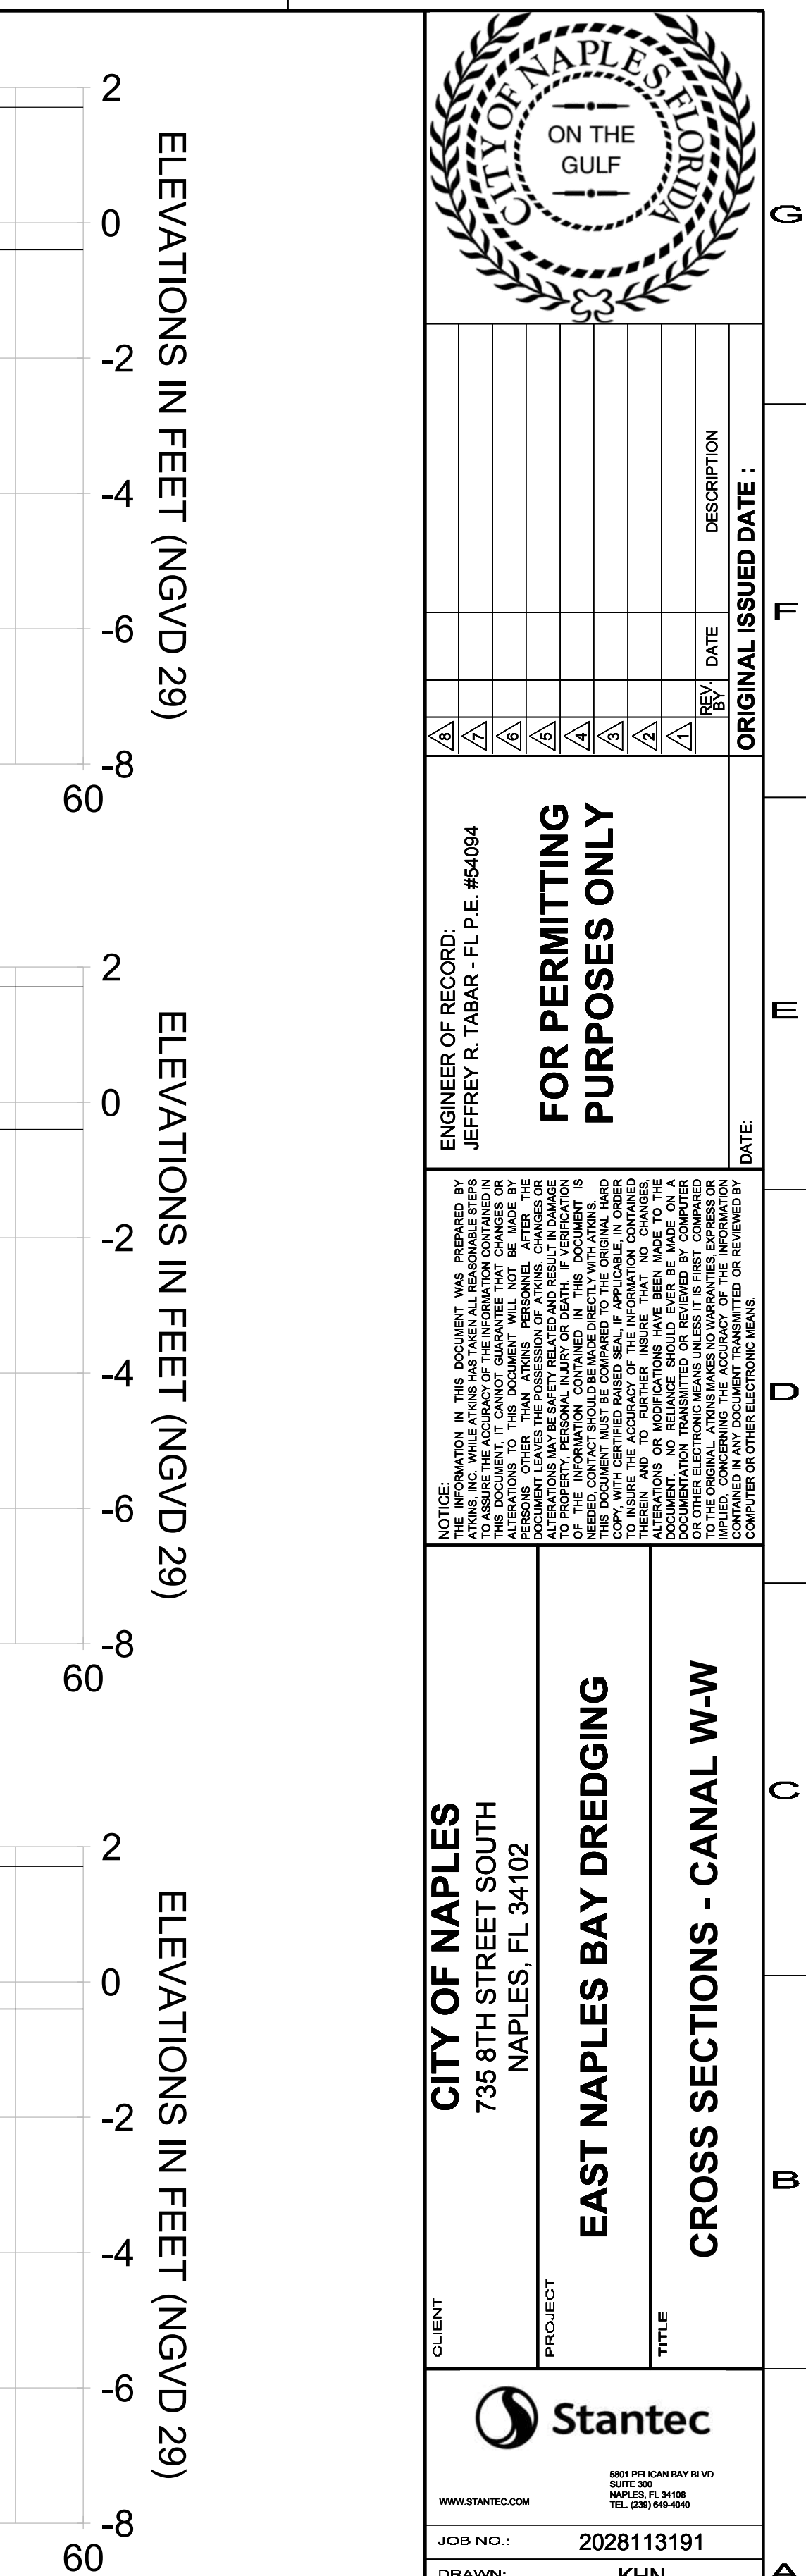 2
0
-2
-4
-6
-8
60
ELEVATIONS IN FEET (NGVD 29)
2
0
-2
-4
-6
-8
60
ELEVATIONS IN FEET (NGVD 29)
2
0
-2
-4
-6
-8
60
ELEVATIONS IN FEET (NGVD 29)
CITY OF NAPLES, FLORIDA
ON THE
GULF
8
7
6
5
4
3
2
1
REV.
BY
DATE
DESCRIPTION
ORIGINAL ISSUED DATE :
ENGINEER OF RECORD:
JEFFREY R. TABAR - FL P.E. #54094
FOR PERMITTING
PURPOSES ONLY
DATE:
NOTICE:
THE INFORMATION IN THIS DOCUMENT WAS PREPARED BY
ATKINS, INC. WHILE ATKINS HAS TAKEN ALL REASONABLE STEPS
TO ASSURE THE ACCURACY OF THE INFORMATION CONTAINED IN
THIS DOCUMENT, IT CANNOT GUARANTEE THAT CHANGES OR
ALTERATIONS TO THIS DOCUMENT WILL NOT BE MADE BY
PERSONS OTHER THAN ATKINS PERSONNEL AFTER THE
DOCUMENT LEAVES THE POSSESSION OF ATKINS. CHANGES OR
ALTERATIONS MAY BE SAFETY RELATED AND RESULT IN DAMAGE
TO PROPERTY, PERSONAL INJURY OR DEATH. IF VERIFICATION
OF THE INFORMATION CONTAINED IN THIS DOCUMENT IS
NEEDED, CONTACT SHOULD BE MADE DIRECTLY WITH ATKINS.
THIS DOCUMENT MUST BE COMPARED TO THE ORIGINAL HARD
COPY, WITH CERTIFIED RAISED SEAL, IF APPLICABLE, IN ORDER
TO INSURE THE ACCURACY OF THE INFORMATION CONTAINED
THEREIN AND TO FURTHER INSURE THAT NO CHANGES,
ALTERATIONS OR MODIFICATIONS HAVE BEEN MADE TO THE
DOCUMENT. NO RELIANCE SHOULD EVER BE MADE ON A
DOCUMENTATION TRANSMITTED OR REVIEWED BY COMPUTER
OR OTHER ELECTRONIC MEANS UNLESS IT IS FIRST COMPARED
TO THE ORIGINAL. ATKINS MAKES NO WARRANTIES, EXPRESS OR
IMPLIED, CONCERNING THE ACCURACY OF THE INFORMATION
CONTAINED IN ANY DOCUMENT TRANSMITTED OR REVIEWED BY
COMPUTER OR OTHER ELECTRONIC MEANS.
CLIENT
CITY OF NAPLES
735 8TH STREET SOUTH
NAPLES, FL 34102
PROJECT
EAST NAPLES BAY DREDGING
TITLE
CROSS SECTIONS - CANAL W-W
Stantec
WWW.STANTEC.COM
5801 PELICAN BAY BLVD
SUITE 300
NAPLES, FL 34108
TEL. (239) 649-4040
JOB NO.: 2028113191
DRAWN: KHN
G
F
E
D
C
B
A